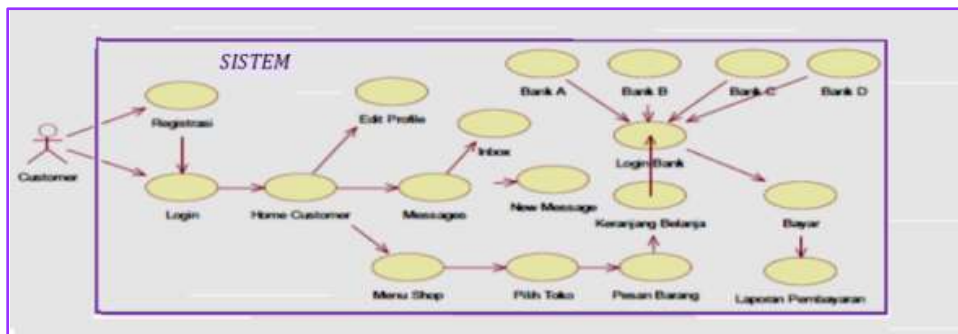 SISTEM
Bank A
Bank B
Bank C
Bank D
Registrasi
Edit Profile
Inbox
Login Bank
Customer
Login
Home Customer
Messages
New Message
Keranjang Belanja
Bayar
Menu Shop
Pilih Toko
Pesan Barang
Laporan Pembayaran